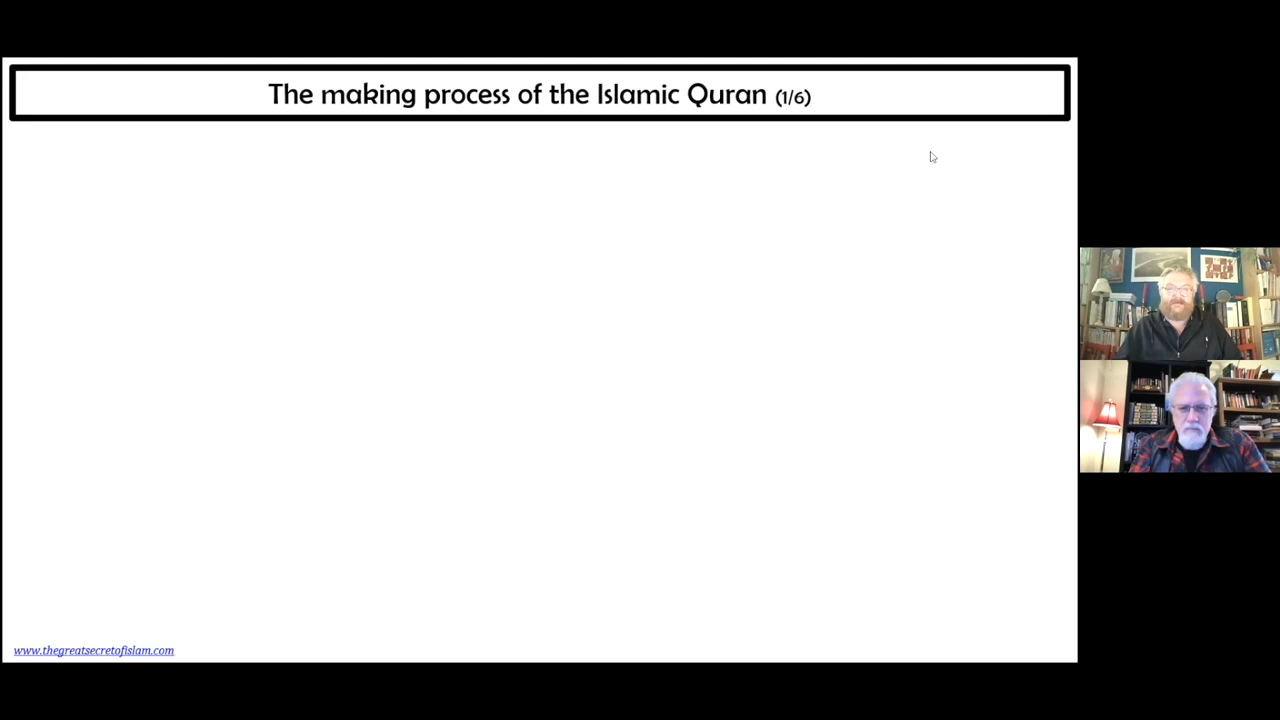 The making process of the Islamic Quran (1/6)
www.thegreatsecretofislam.com